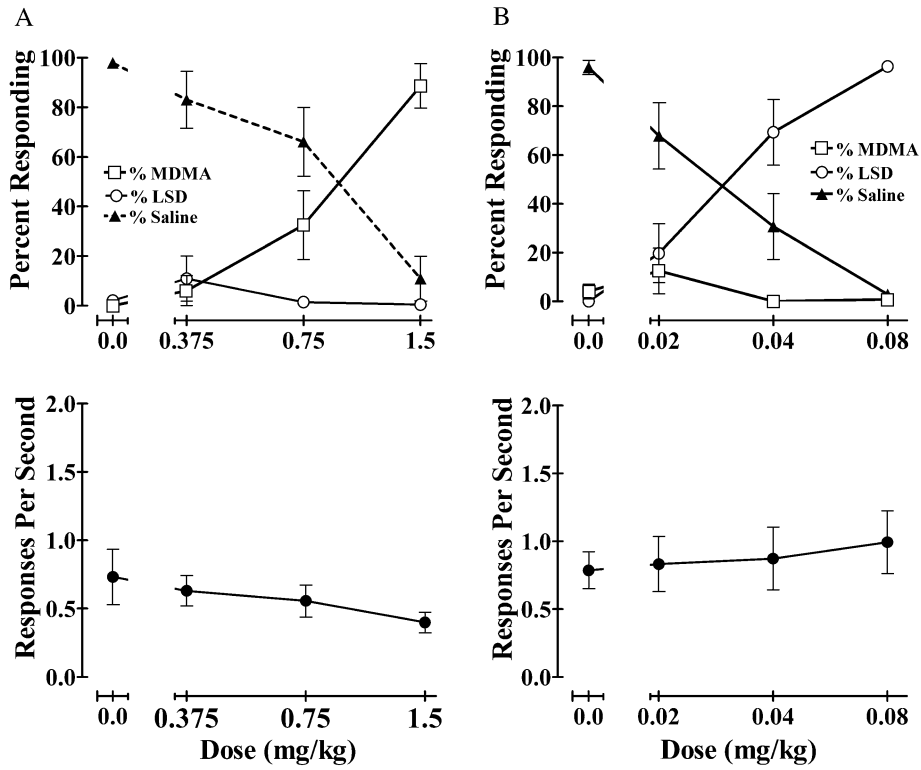 A
Percent Responding
100
80
60
40
20
0
% MDMA
% LSD
% Saline
0.0 0.375 0.75 1.5
B
Percent Responding
100
80
60
40
20
0
% MDMA
% LSD
% Saline
0.0 0.02 0.04 0.08
Responses Per Second
2.0
1.5
1.0
0.5
0.0
0.0 0.375 0.75 1.5
Dose (mg/kg)
Responses Per Second
2.0
1.5
1.0
0.5
0.0
0.0 0.02 0.04 0.08
Dose (mg/kg)